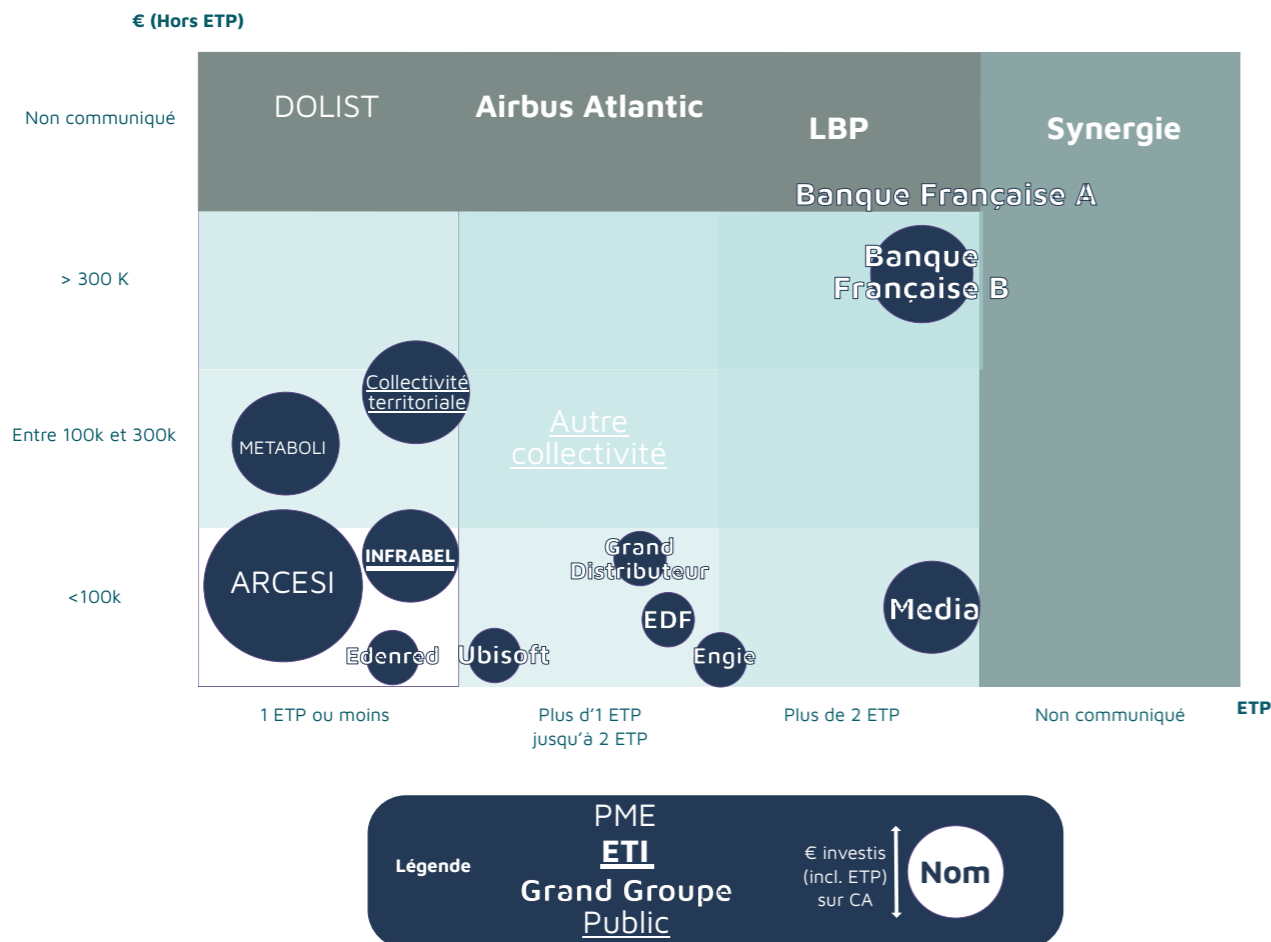 € (Hors ETP)
Non communiqué
DOLIST
Airbus Atlantic
LBP
Synergie
Banque Française A
> 300 K
Banque
Française B
Collectivité
territoriale
Entre 100k et 300k
METABOLI
Autre
collectivité
<100k
ARCESI
INFRABEL
Grand
Distributeur
EDF
Media
Edenred
Ubisoft
Engie
1 ETP ou moins
Plus d’1 ETP
jusqu’à 2 ETP
Plus de 2 ETP
Non communiqué
ETP
Légende
PME
ETI
Grand Groupe
Public
€ investis
(incl. ETP)
sur CA
Nom